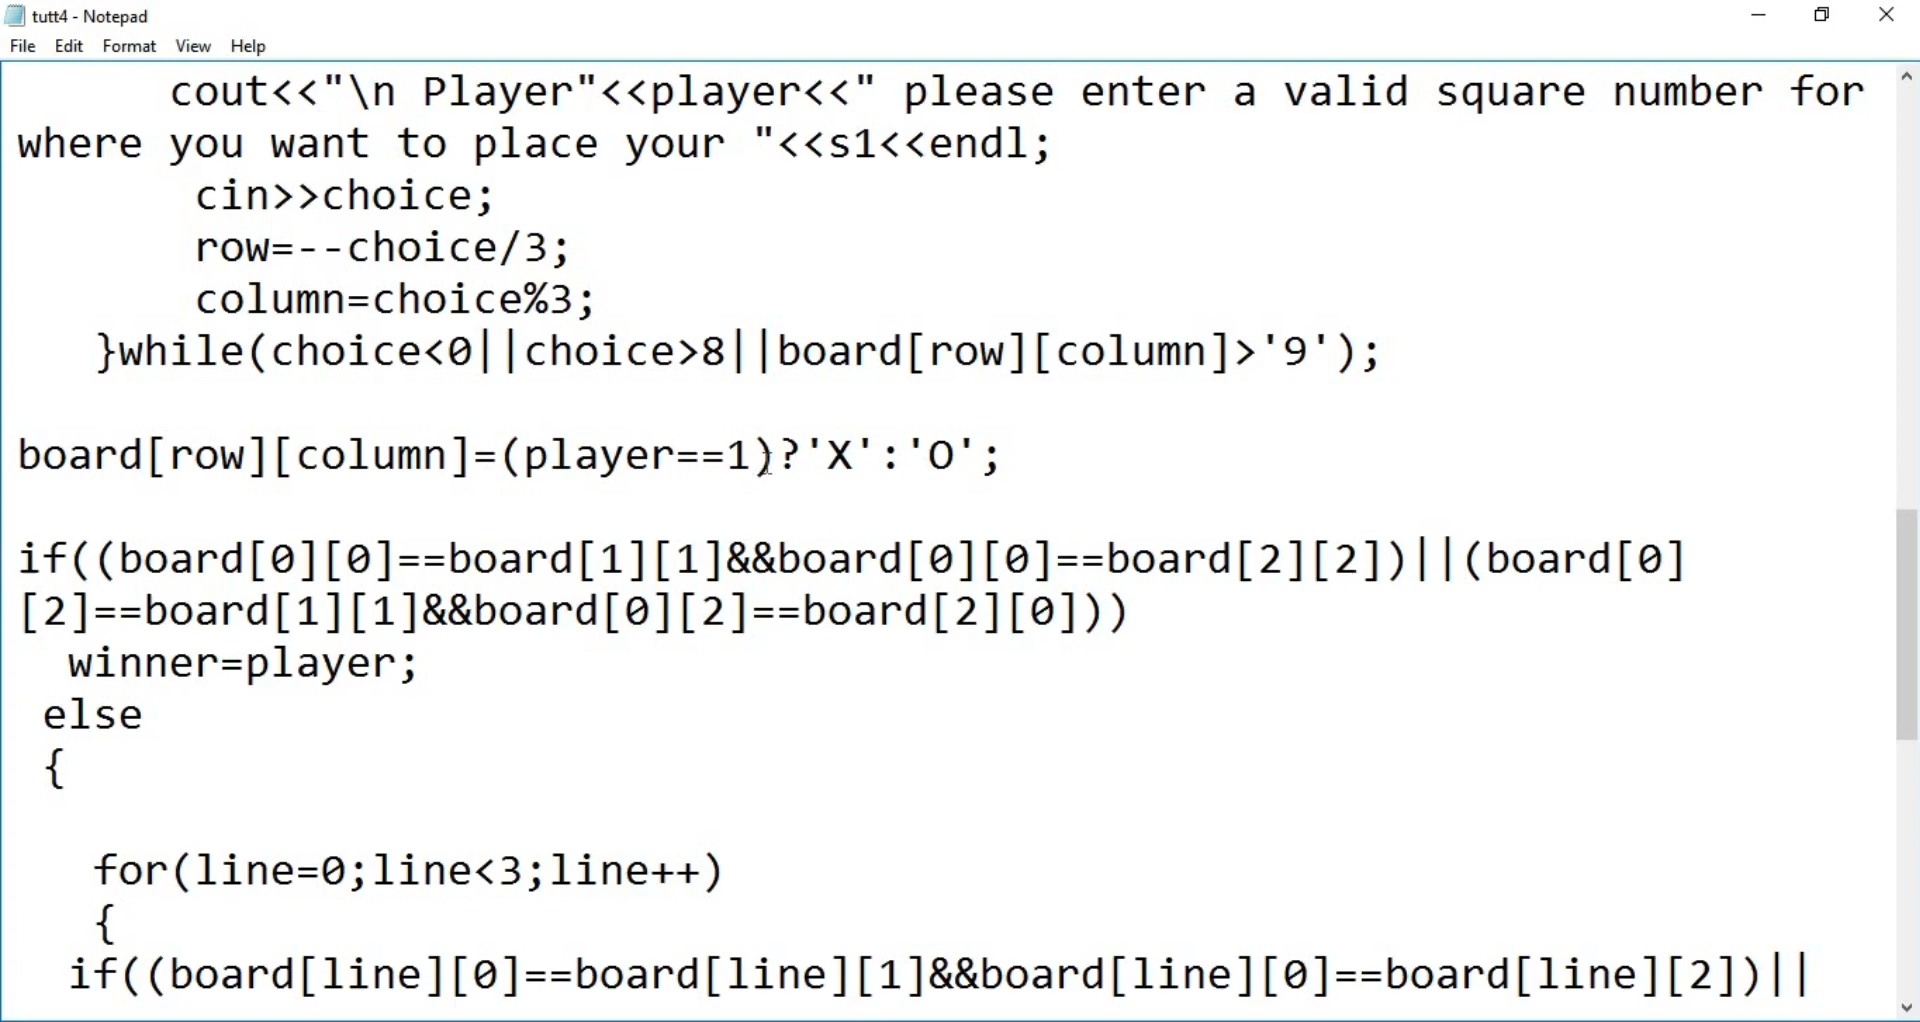 tutt4 - Notepad
File Edit Format View Help
cout<<"\n Player"<<player<<" please enter a valid square number for
where you want to place your "<<s1<<endl;
cin>>choice;
row=--choice/3;
column=choice%3;
}while(choice<0||choice>8||board[row][column]>'9');
board[row][column]=(player==1)?'X':'O';
if((board[0][0]==board[1][1]&&board[0][0]==board[2][2])||(board[0]
[2]==board[1][1]&&board[0][2]==board[2][0]))
winner=player;
else
{
for(line=0;line<3;line++)
{
if((board[line][0]==board[line][1]&&board[line][0]==board[line][2])||